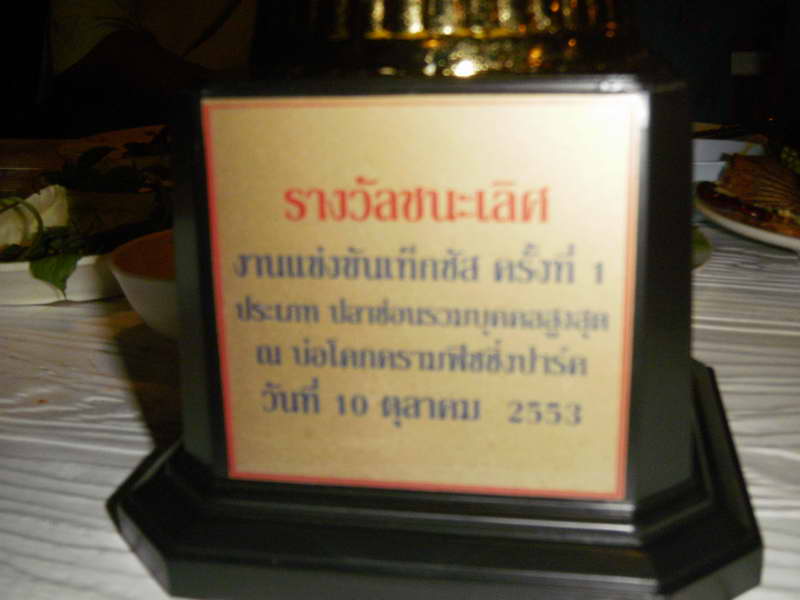 รางวัลชนะเลิศ
งานแข่งขันเท็กซัส ครั้งที่ 1
ประเภท ปลาช่อนรวมบุคคลสูงสุด
ณ บ่อโคกครามฟิชชิ่งปาร์ค
วันที่ 10 ตุลาคม 2553